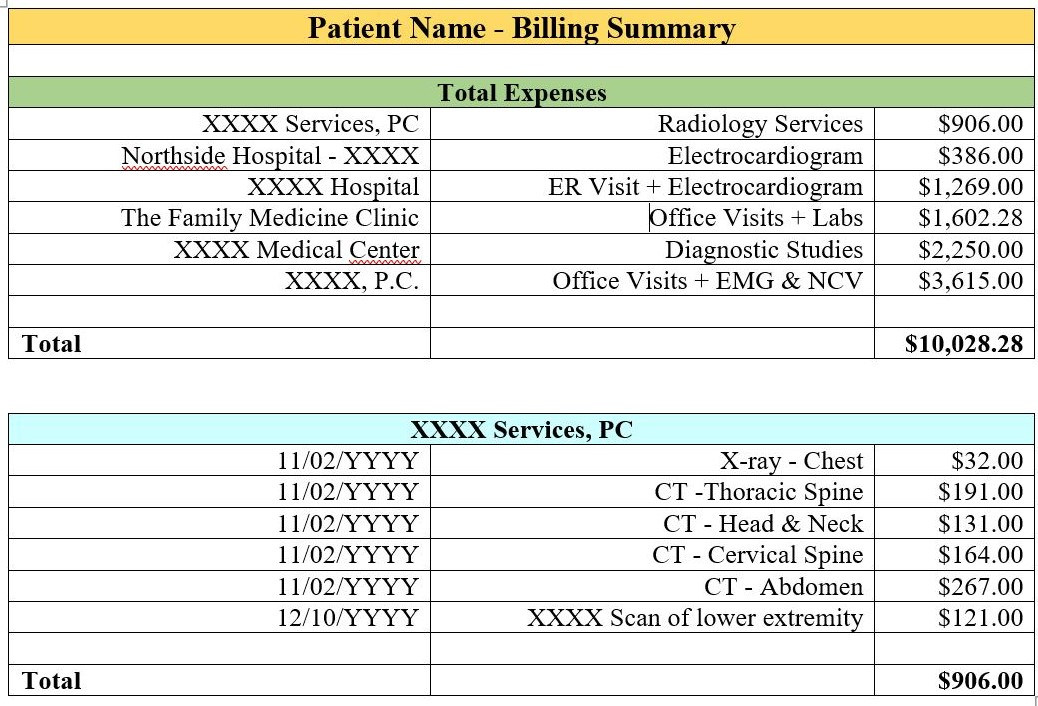 Patient Name - Billing Summary
Total Expenses
XXXX Services, PC Radiology Services $906.00
Northside Hospital - XXXX Electrocardiogram $386.00
XXXX Hospital ER Visit + Electrocardiogram $1,269.00
The Family Medicine Clinic Office Visits + Labs $1,602.28
XXXX Medical Center Diagnostic Studies $2,250.00
XXXX, P.C. Office Visits + EMG & NCV $3,615.00
Total $10,028.28
XXXX Services, PC
11/02/YYYY X-ray - Chest $32.00
11/02/YYYY CT -Thoracic Spine $191.00
11/02/YYYY CT - Head & Neck $131.00
11/02/YYYY CT - Cervical Spine $164.00
11/02/YYYY CT - Abdomen $267.00
12/10/YYYY XXXX Scan of lower extremity $121.00
Total $906.00